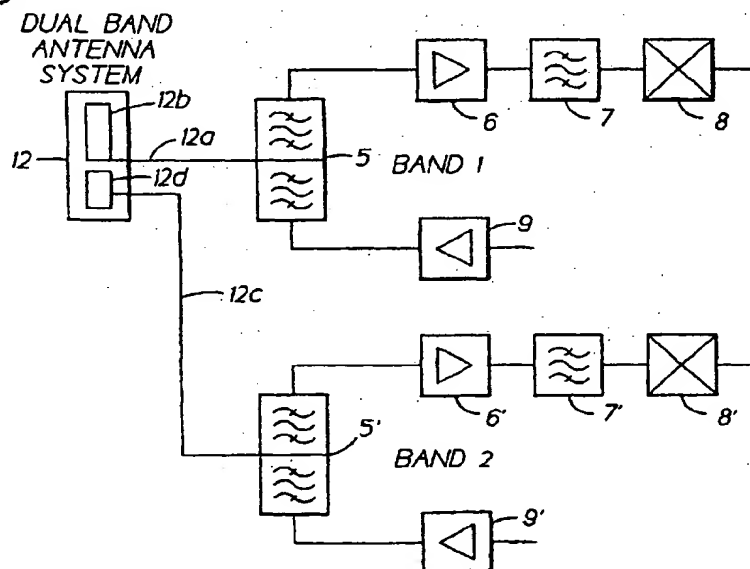 DUAL BAND
ANTENNA
SYSTEM
12b
12a
12
12d
5
BAND 1
6
7
8
9
12c
6'
7'
8'
5'
BAND 2
9'